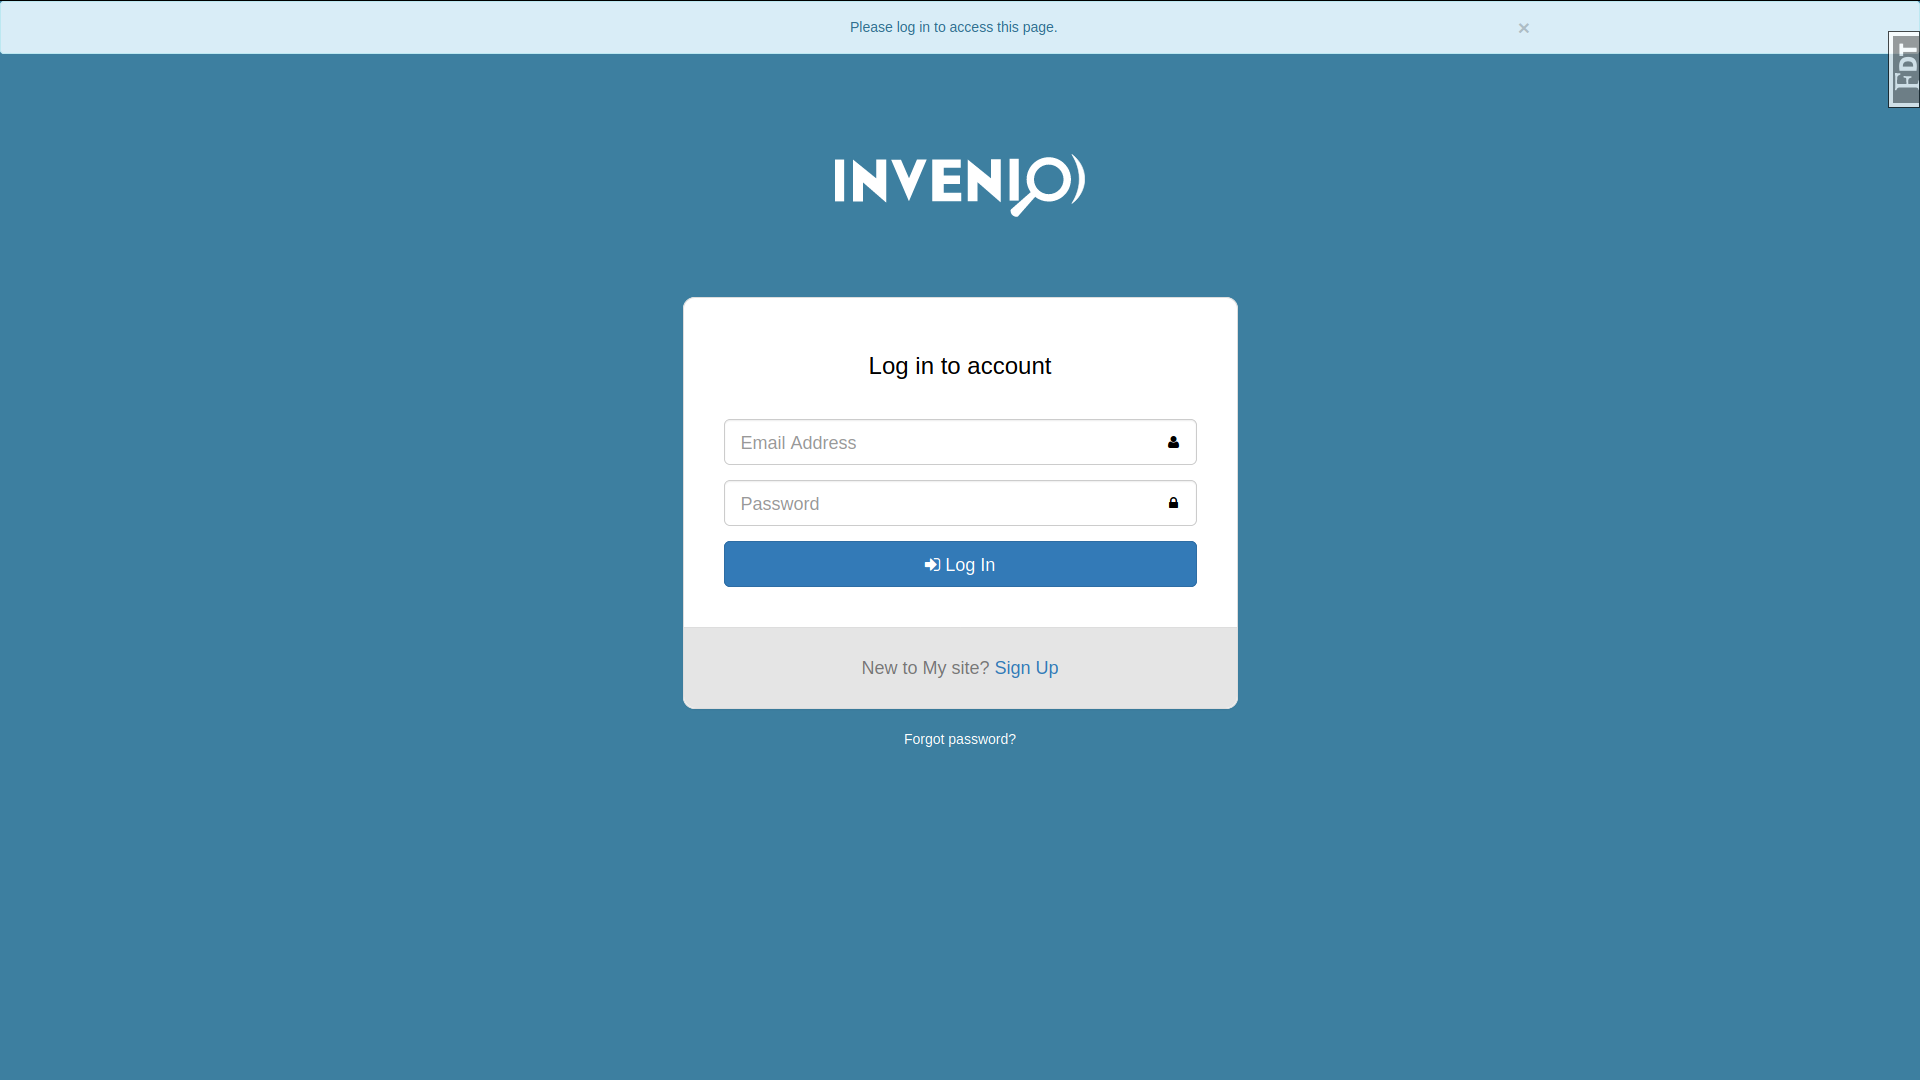 Please log in to access this page.
×
FDT
INVENIO
Log in to account
Email Address
Password
Log In
New to My site? Sign Up
Forgot password?